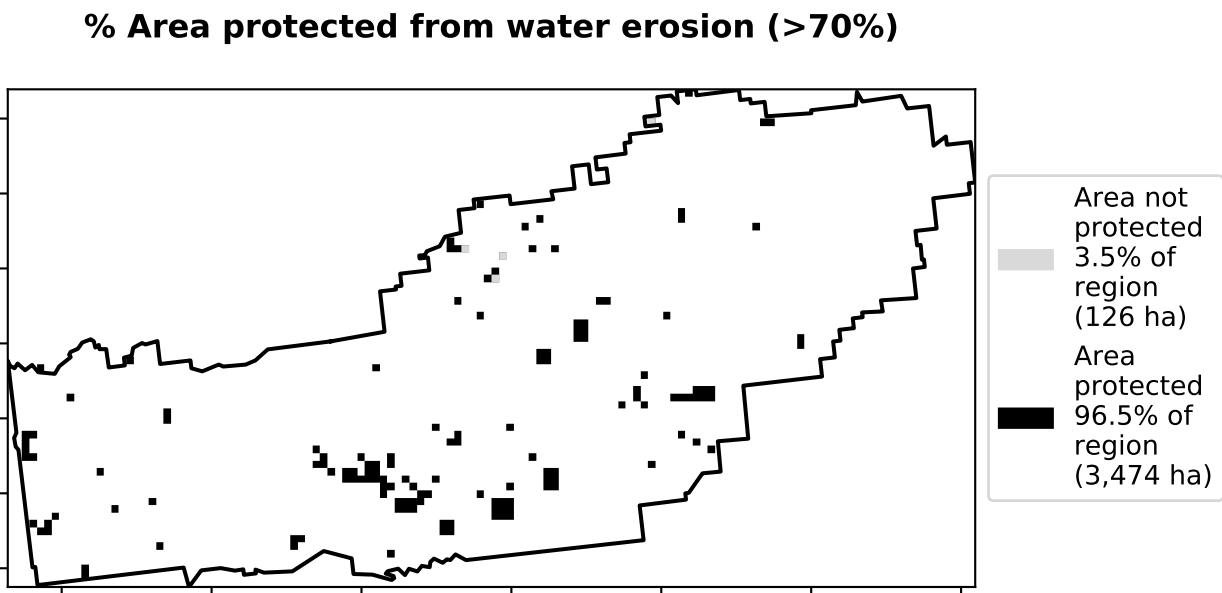 % Area protected from water erosion (>70%)
Area not
protected
3.5% of
region
(126 ha)
Area
protected
96.5% of
region
(3,474 ha)